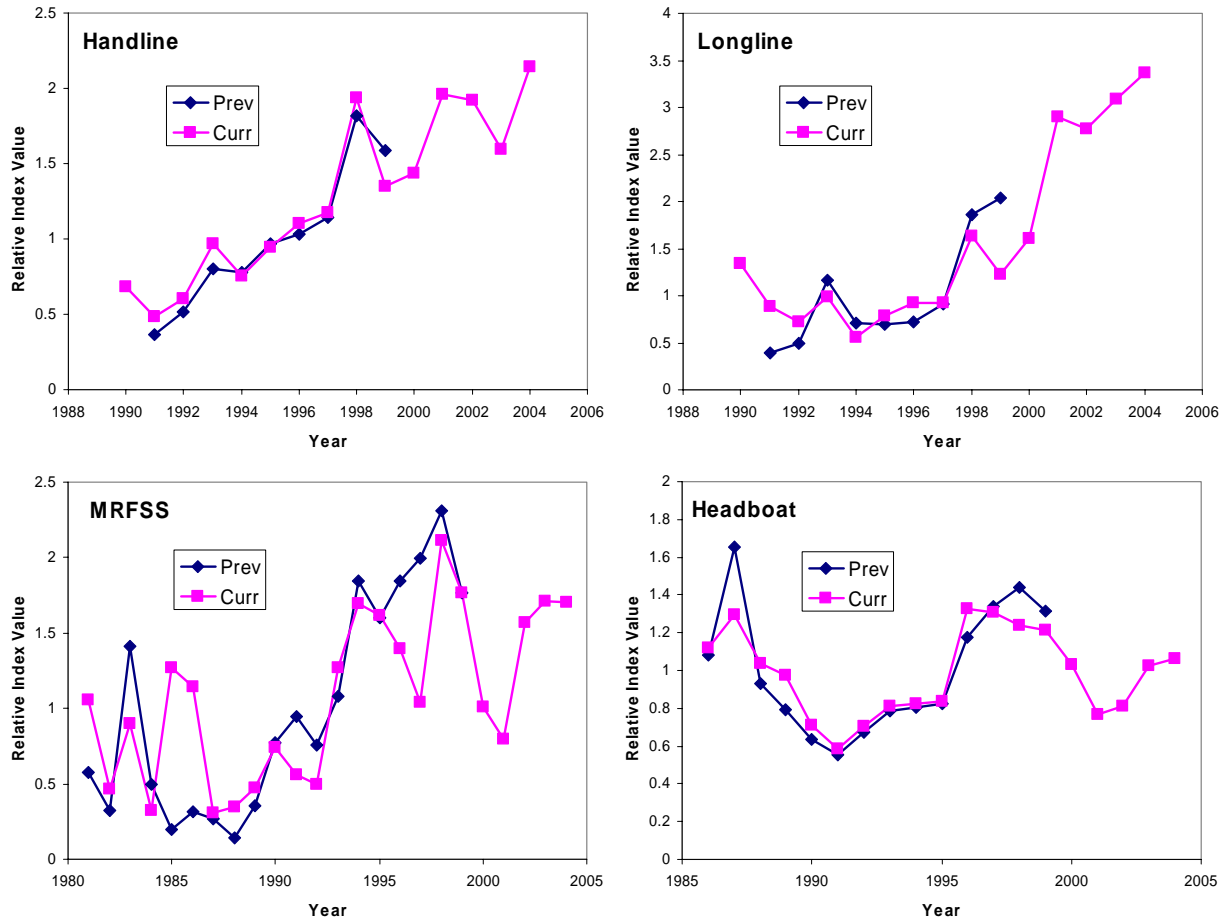 Handline
Relative Index Value
2.5
2
1.5
1
0.5
0
Prev
Curr
1988 1990 1992 1994 1996 1998 2000 2002 2004 2006
Year
Longline
Relative Index Value
4
3.5
3
2.5
2
1.5
1
0.5
0
Prev
Curr
1988 1990 1992 1994 1996 1998 2000 2002 2004 2006
Year
MRFSS
Relative Index Value
2.5
2
1.5
1
0.5
0
Prev
Curr
1980 1985 1990 1995 2000 2005
Year
Headboat
Relative Index Value
2
1.8
1.6
1.4
1.2
1
0.8
0.6
0.4
0.2
0
Prev
Curr
1985 1990 1995 2000 2005
Year